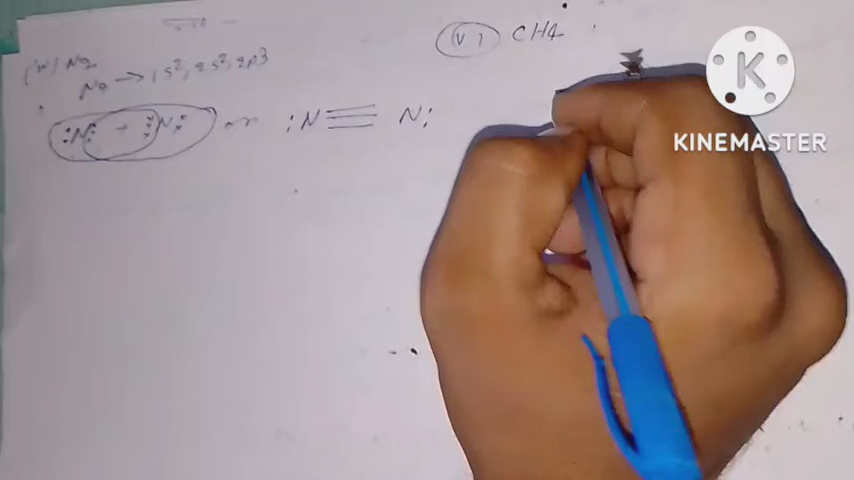 (iv) N2
N2 → 1s2, 2s2, 2p3
:N : : N : or :N ≡ N:
(v) CH4
KINEMASTER